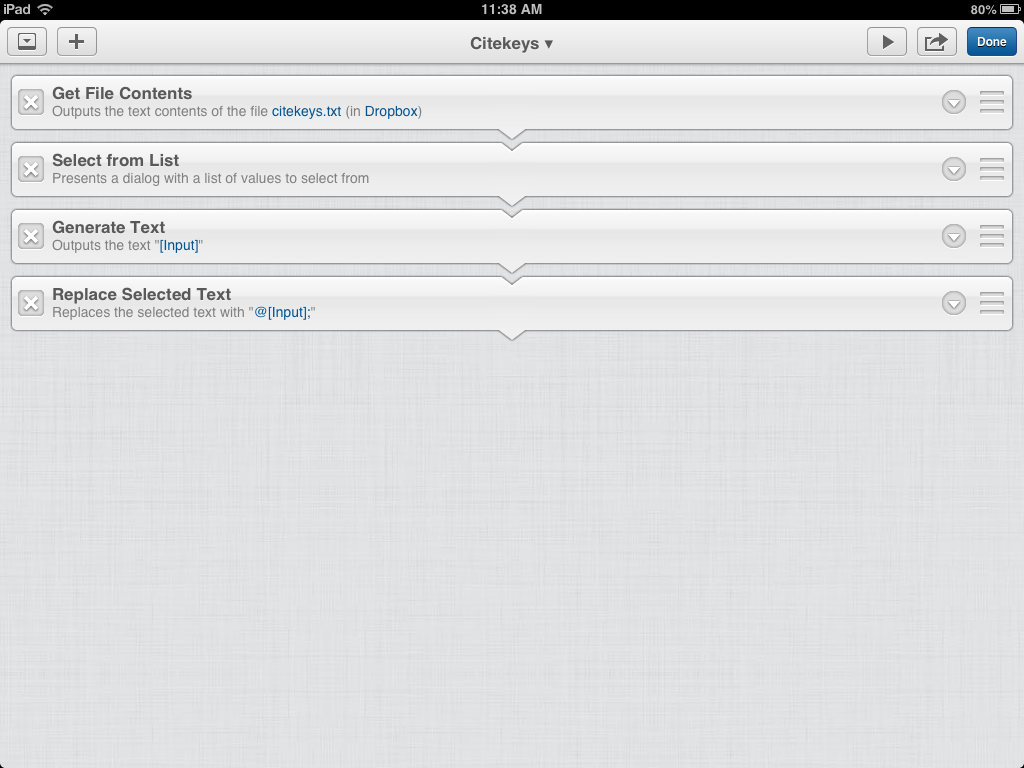 iPad 11:38 AM 80%
Citekeys ▾ Done
Get File Contents
Outputs the text contents of the file citekeys.txt (in Dropbox)
Select from List
Presents a dialog with a list of values to select from
Generate Text
Outputs the text "[Input]"
Replace Selected Text
Replaces the selected text with "@[Input];"